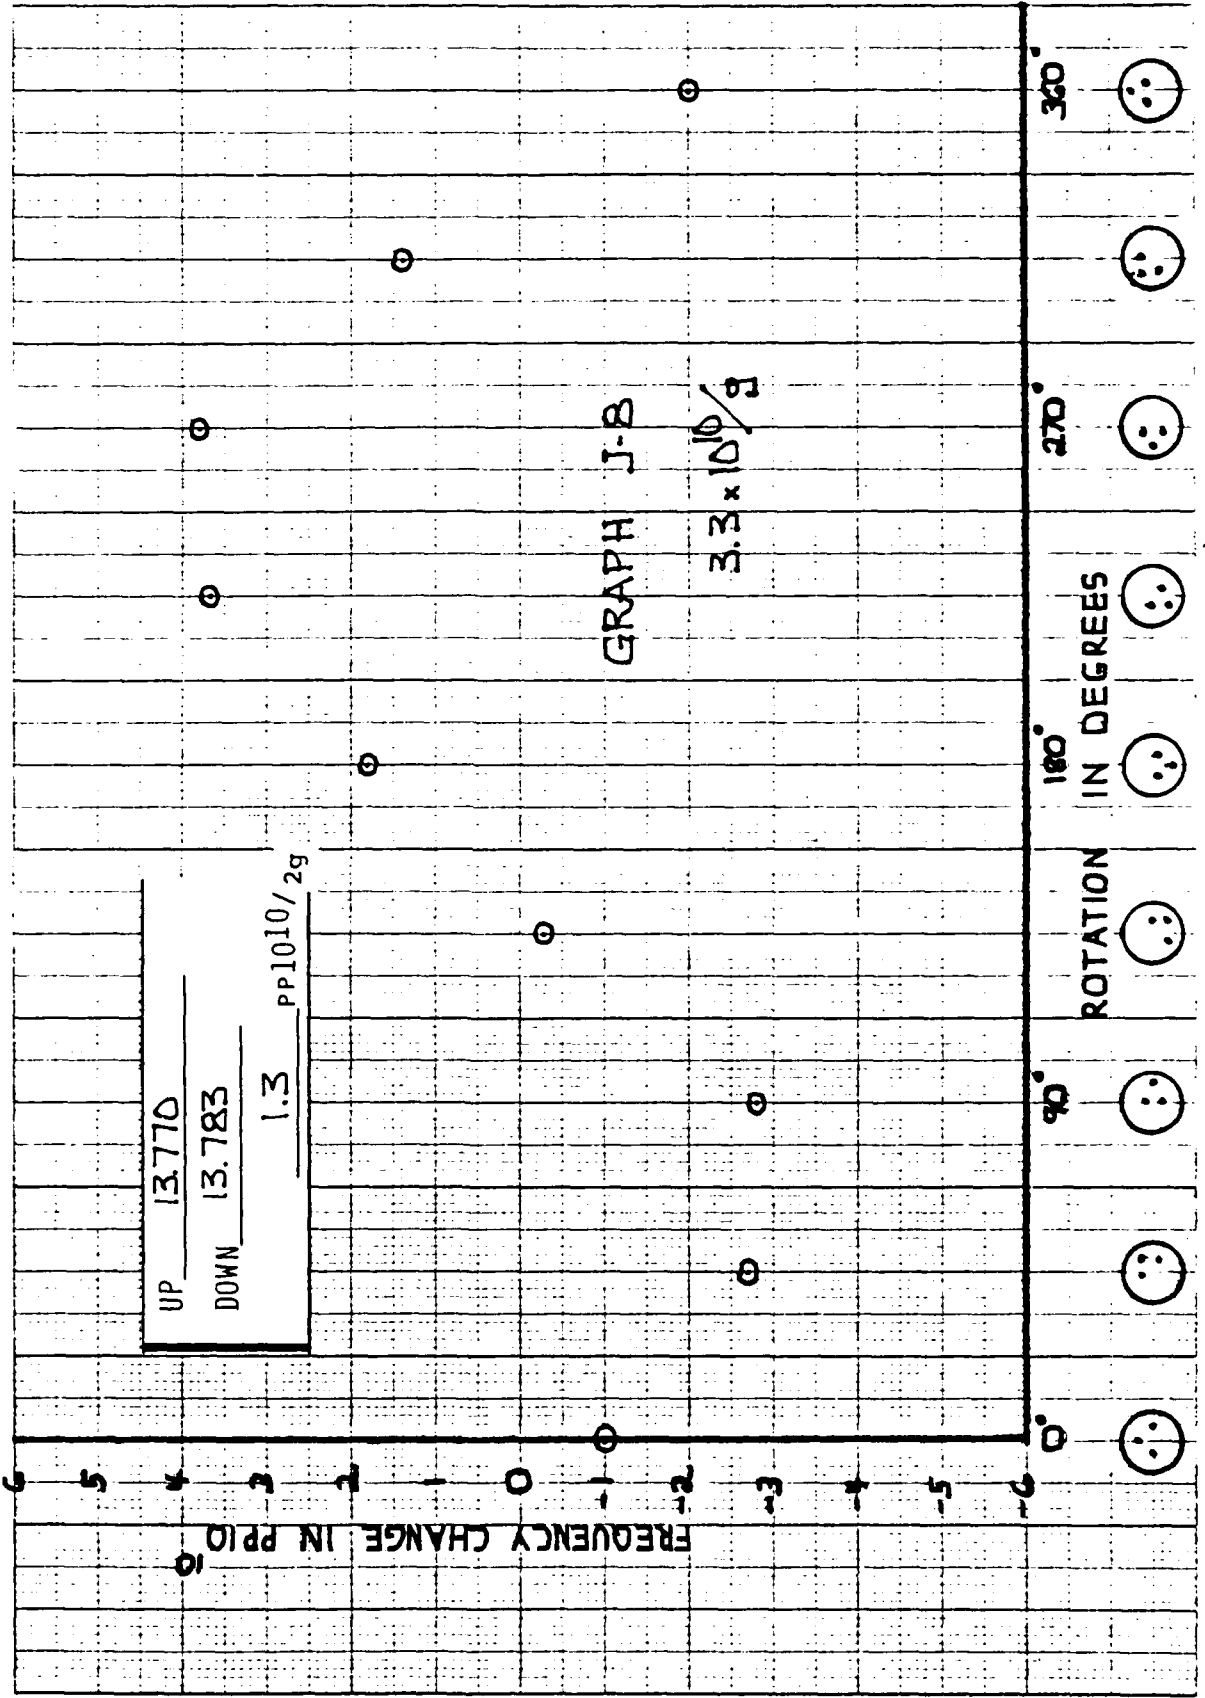 UP 13.770
DOWN 13.783
1.3 PP10^10/2g
GRAPH J-8
3.3 x 10^10/g
FREQUENCY CHANGE IN PP10^10
6
5
4
3
2
1
0
-1
-2
-3
-4
-5
-6
0° 90° 180° 270° 360°
ROTATION IN DEGREES